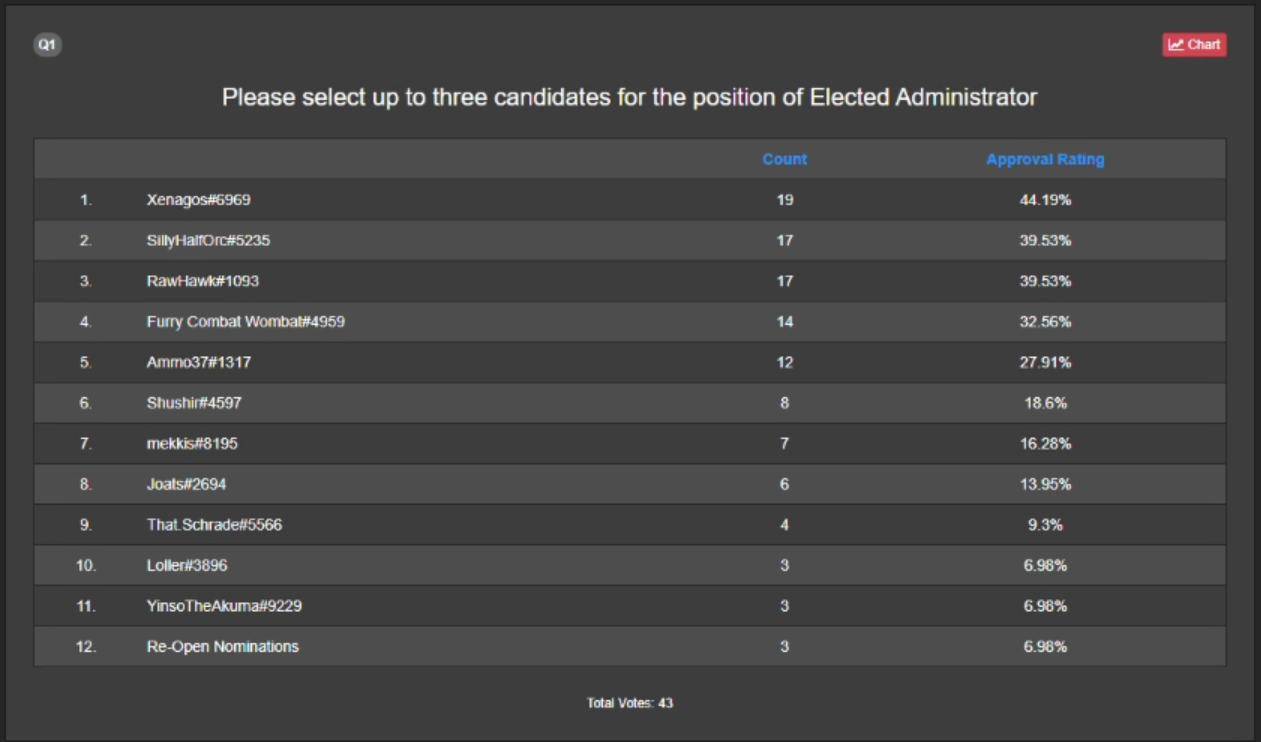 Q1
Chart
Please select up to three candidates for the position of Elected Administrator
Count Approval Rating
1. Xenagos#6969 19 44.19%
2. SillyHalfOrc#5235 17 39.53%
3. RawHawk#1093 17 39.53%
4. Furry Combat Wombat#4959 14 32.56%
5. Ammo37#1317 12 27.91%
6. Shushir#4597 8 18.6%
7. mekkis#8195 7 16.28%
8. Joats#2694 6 13.95%
9. That.Schrade#5566 4 9.3%
10. Loller#3896 3 6.98%
11. YinsoTheAkuma#9229 3 6.98%
12. Re-Open Nominations 3 6.98%
Total Votes: 43